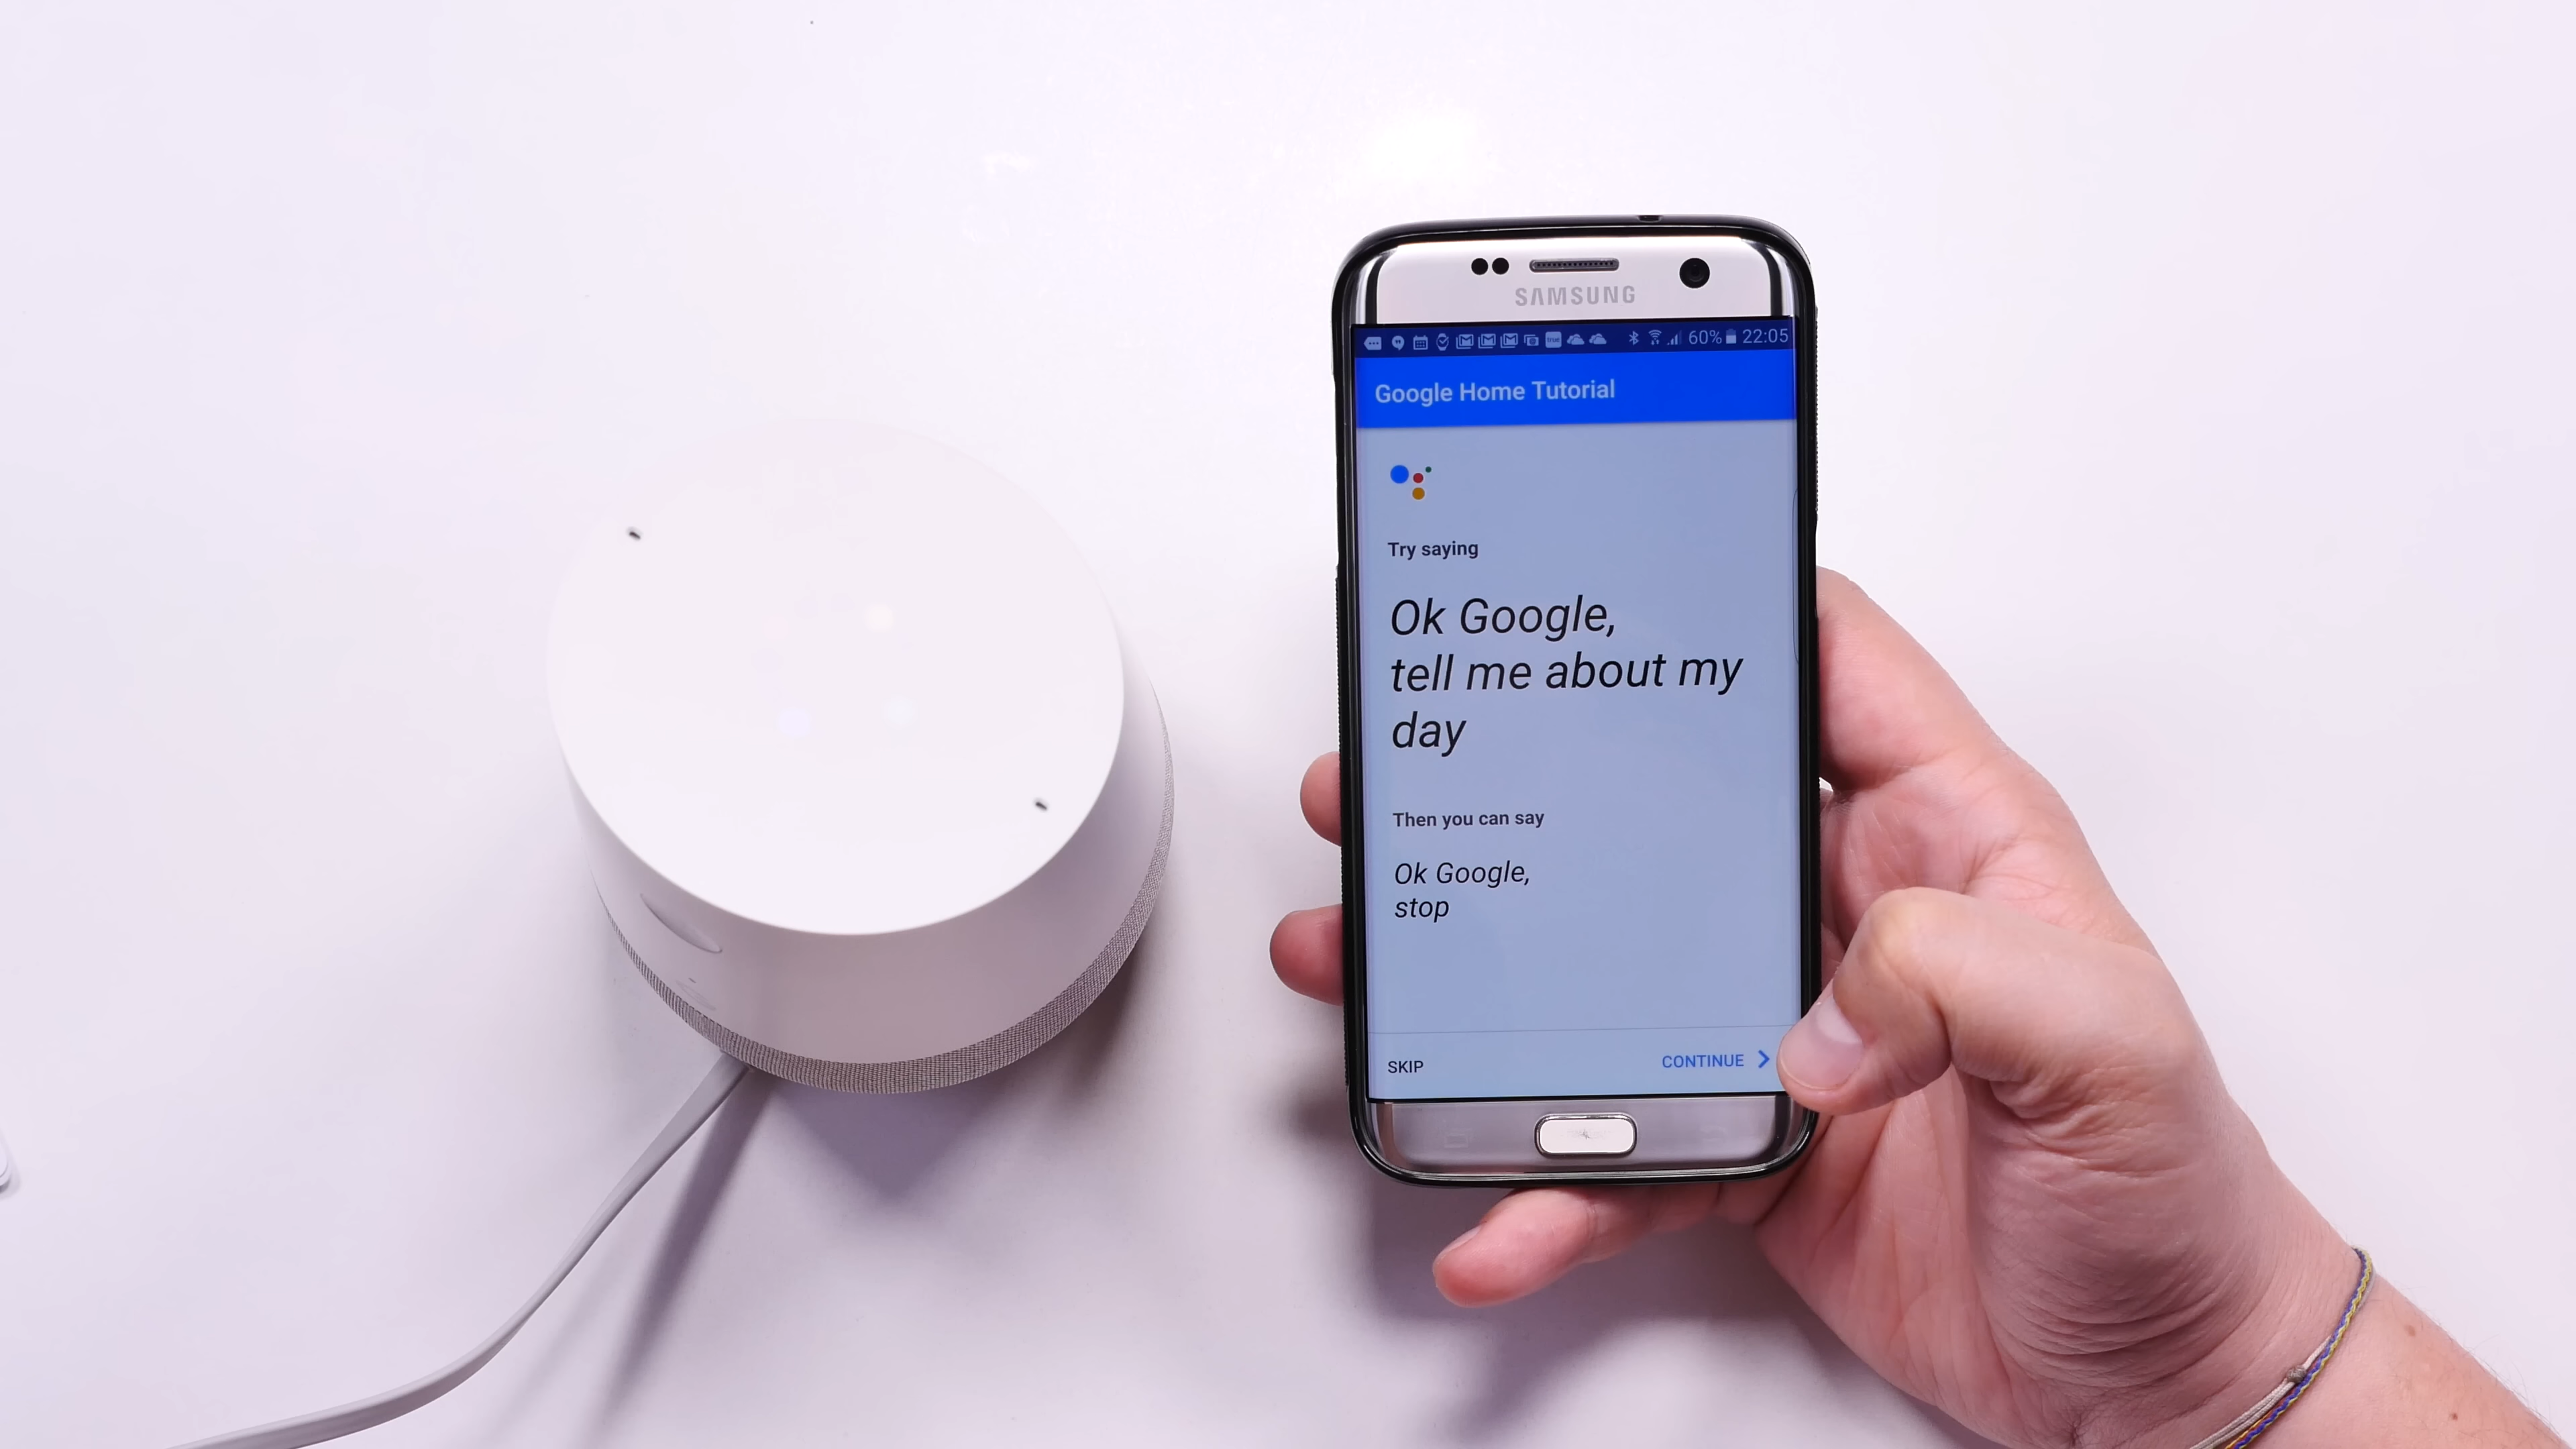 SAMSUNG
60% 22:05
Google Home Tutorial
Try saying
Ok Google,
tell me about my
day
Then you can say
Ok Google,
stop
SKIP
CONTINUE